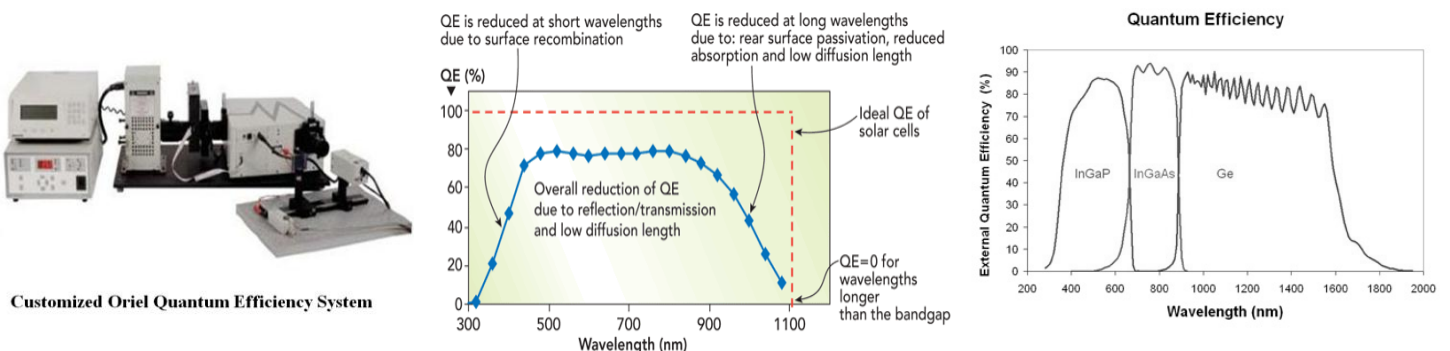 Customized Oriel Quantum Efficiency System
QE is reduced at short wavelengths
due to surface recombination
QE is reduced at long wavelengths
due to: rear surface passivation, reduced
absorption and low diffusion length
QE (%)
100
80
60
40
20
0
Ideal QE of
solar cells
Overall reduction of QE
due to reflection/transmission
and low diffusion length
QE=0 for
wavelengths
longer
than the bandgap
300 500 700 900 1100
Wavelength (nm)
Quantum Efficiency
External Quantum Efficiency (%)
100
90
80
70
60
50
40
30
20
10
0
InGaP InGaAs Ge
200 400 600 800 1000 1200 1400 1600 1800 2000
Wavelength (nm)